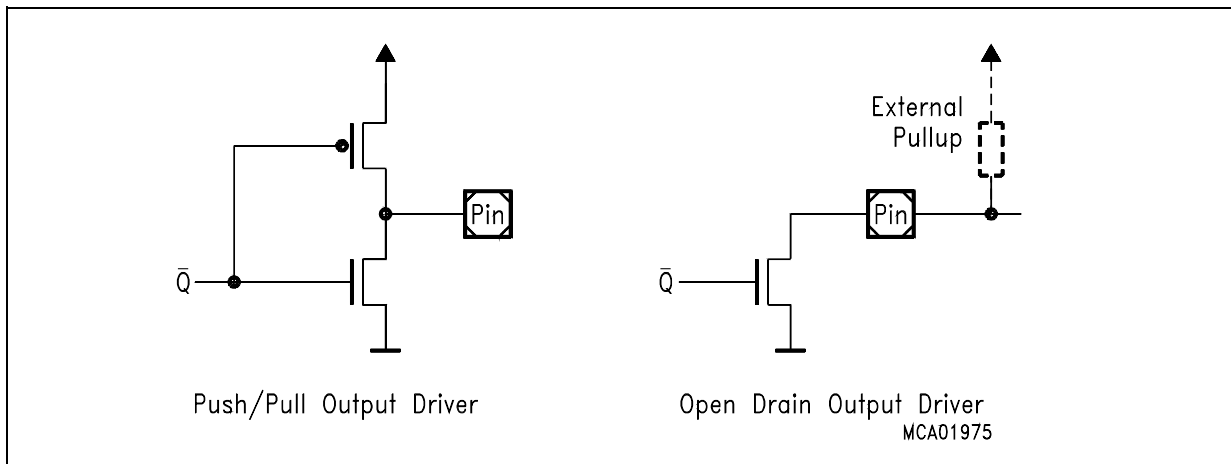 External
Pullup
Pin
Pin
Q̄
Q̄
Push/Pull Output Driver
Open Drain Output Driver
MCA01975